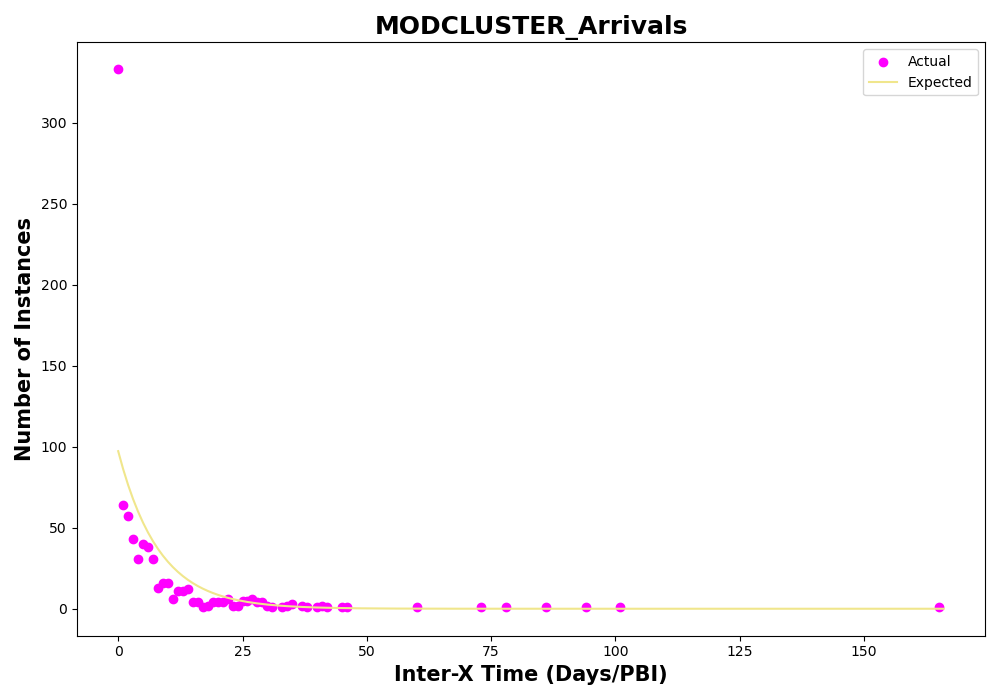 MODCLUSTER_Arrivals
Actual
Expected
Number of Instances
300
250
200
150
100
50
0
0 25 50 75 100 125 150
Inter-X Time (Days/PBI)